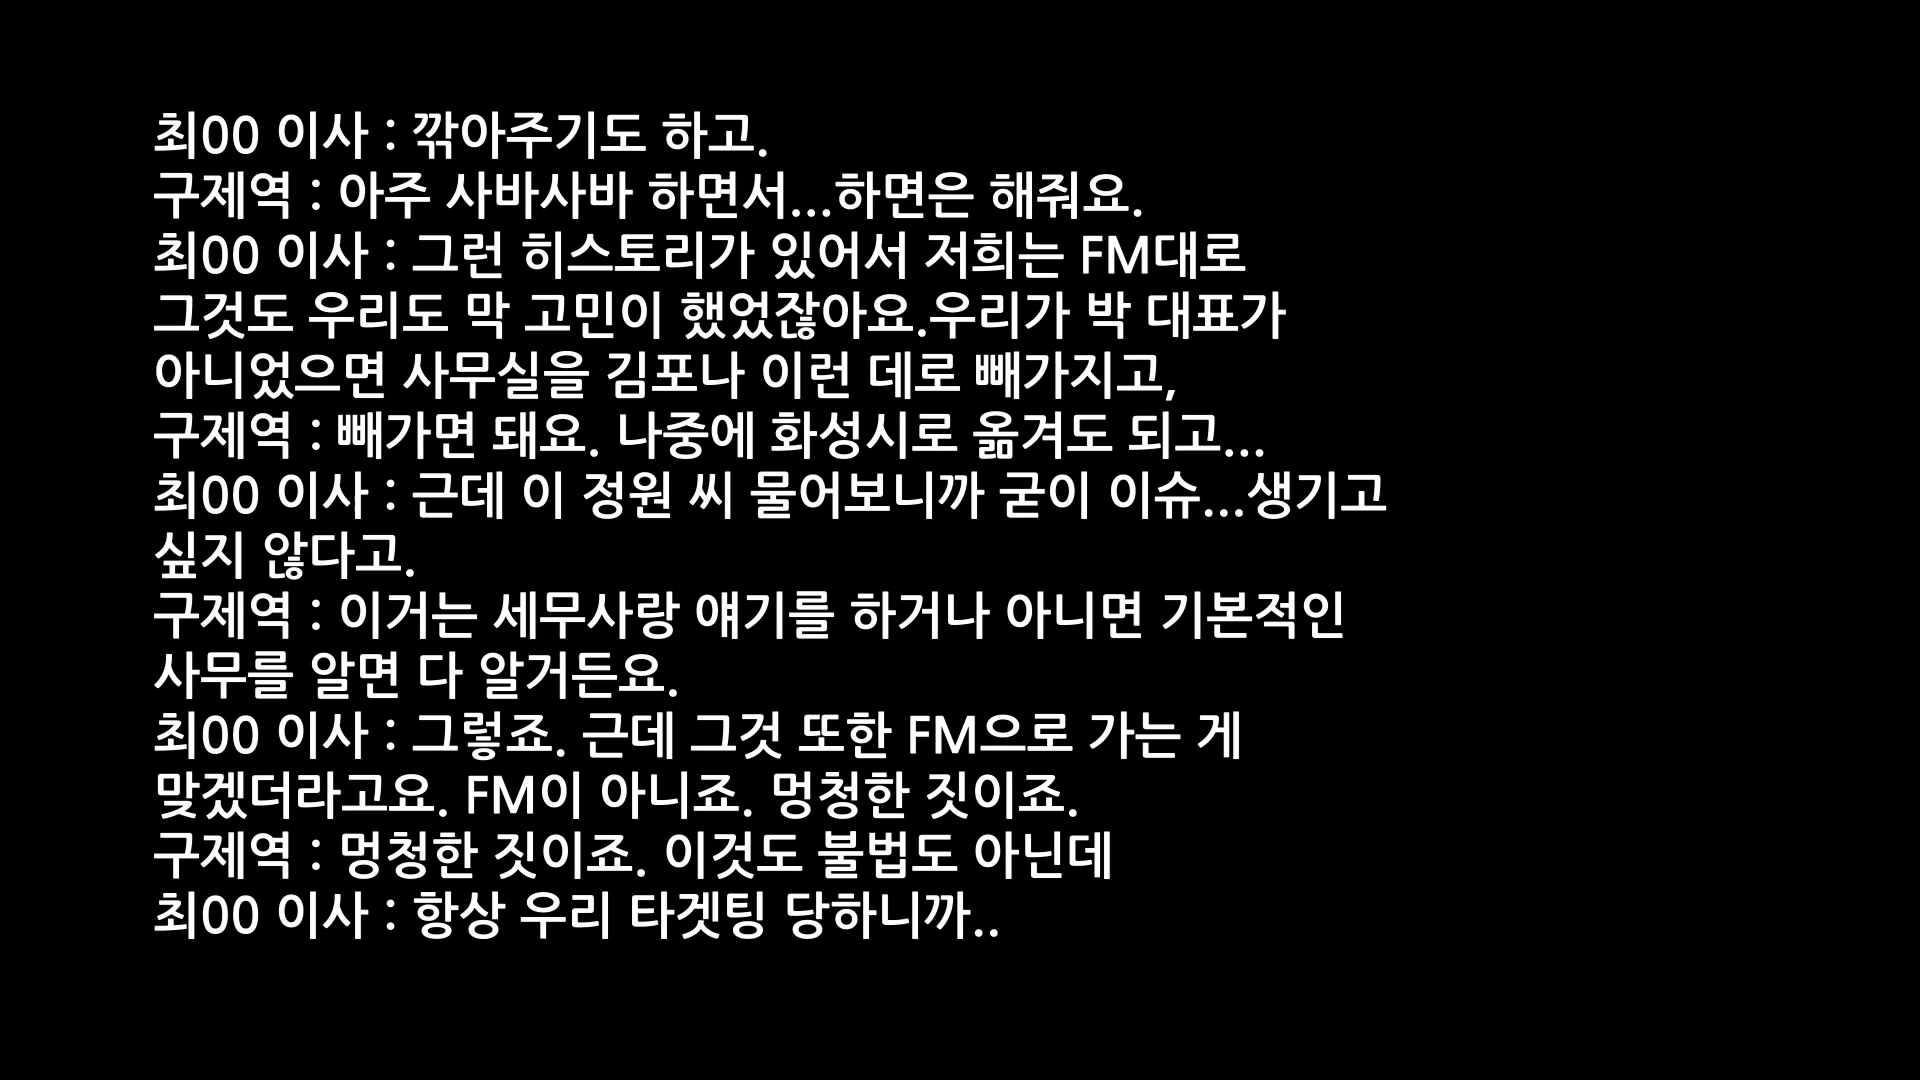 최00 이사 : 깎아주기도 하고.
구제역 : 아주 사바사바 하면서...하면은 해줘요.
최00 이사 : 그런 히스토리가 있어서 저희는 FM대로
그것도 우리도 막 고민이 했었잖아요.우리가 박 대표가
아니었으면 사무실을 김포나 이런 데로 빼가지고,
구제역 : 빼가면 돼요. 나중에 화성시로 옮겨도 되고...
최00 이사 : 근데 이 정원 씨 물어보니까 굳이 이슈...생기고
싶지 않다고.
구제역 : 이거는 세무사랑 얘기를 하거나 아니면 기본적인
사무를 알면 다 알거든요.
최00 이사 : 그렇죠. 근데 그것 또한 FM으로 가는 게
맞겠더라고요. FM이 아니죠. 멍청한 짓이죠.
구제역 : 멍청한 짓이죠. 이것도 불법도 아닌데
최00 이사 : 항상 우리 타겟팅 당하니까..